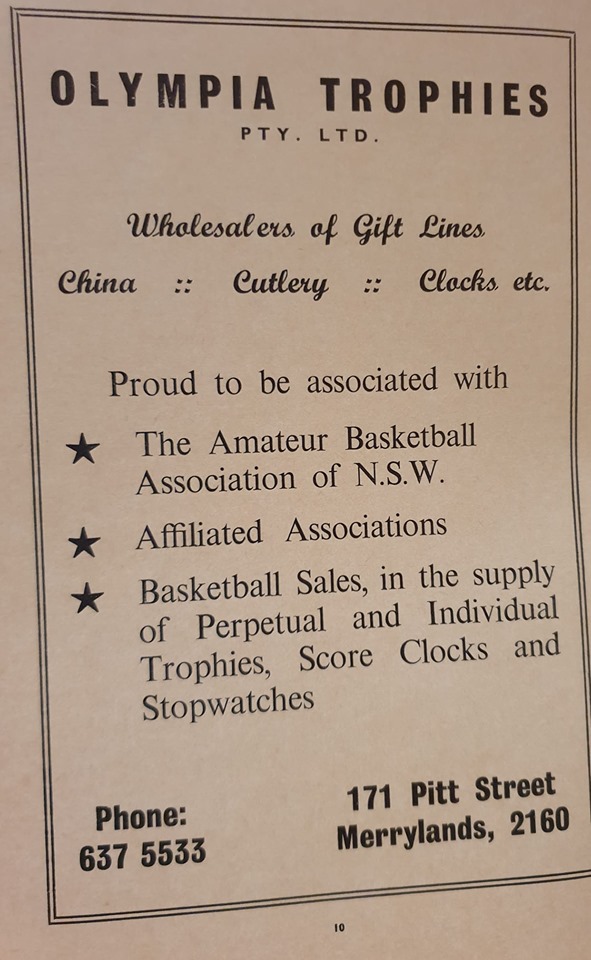 OLYMPIA TROPHIES
PTY. LTD.
Wholesalers of Gift Lines
China :: Cutlery :: Clocks etc.
Proud to be associated with
★ The Amateur Basketball
Association of N.S.W.
★ Affiliated Associations
★ Basketball Sales, in the supply
of Perpetual and Individual
Trophies, Score Clocks and
Stopwatches
Phone:
637 5533
171 Pitt Street
Merrylands, 2160
10